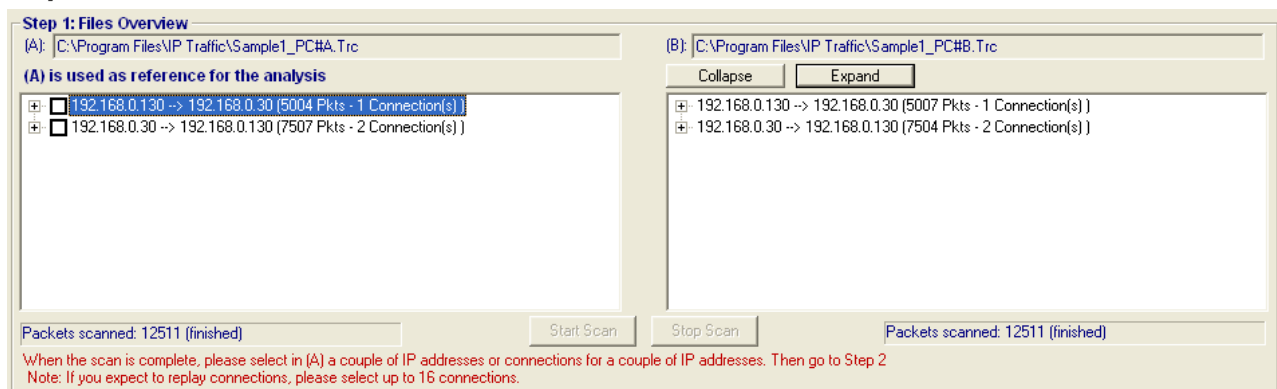 Step 1: Files Overview
(A): C:\Program Files\IP Traffic\Sample1_PC#A.Trc
(B): C:\Program Files\IP Traffic\Sample1_PC#B.Trc
(A) is used as reference for the analysis
Collapse
Expand
192.168.0.130 --> 192.168.0.30 (5004 Pkts - 1 Connection(s) )
192.168.0.30 --> 192.168.0.130 (7507 Pkts - 2 Connection(s) )
192.168.0.130 --> 192.168.0.30 (5007 Pkts - 1 Connection(s) )
192.168.0.30 --> 192.168.0.130 (7504 Pkts - 2 Connection(s) )
Packets scanned: 12511 (finished)
Start Scan
Stop Scan
Packets scanned: 12511 (finished)
When the scan is complete, please select in (A) a couple of IP addresses or connections for a couple of IP addresses. Then go to Step 2
Note: If you expect to replay connections, please select up to 16 connections.